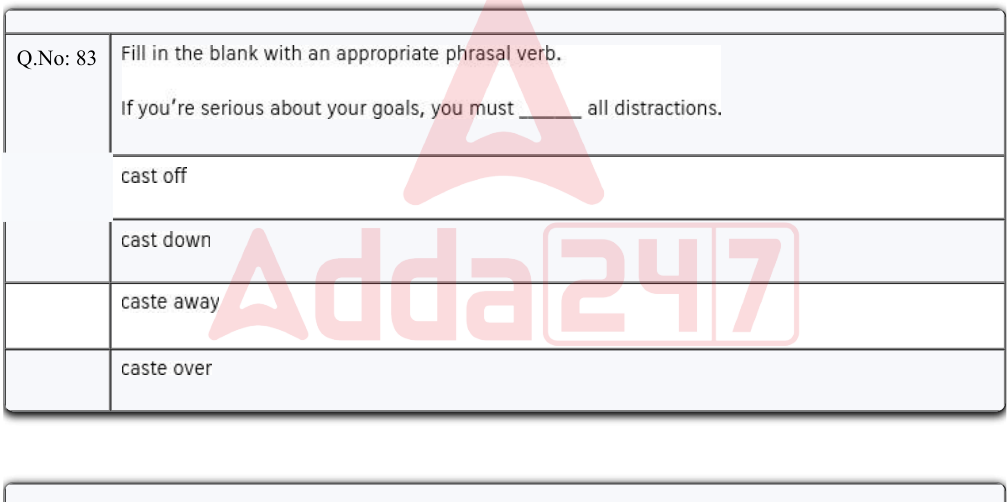 Q.No: 83
Fill in the blank with an appropriate phrasal verb.
If you're serious about your goals, you must ______ all distractions.
cast off
cast down
caste away
caste over
Adda247